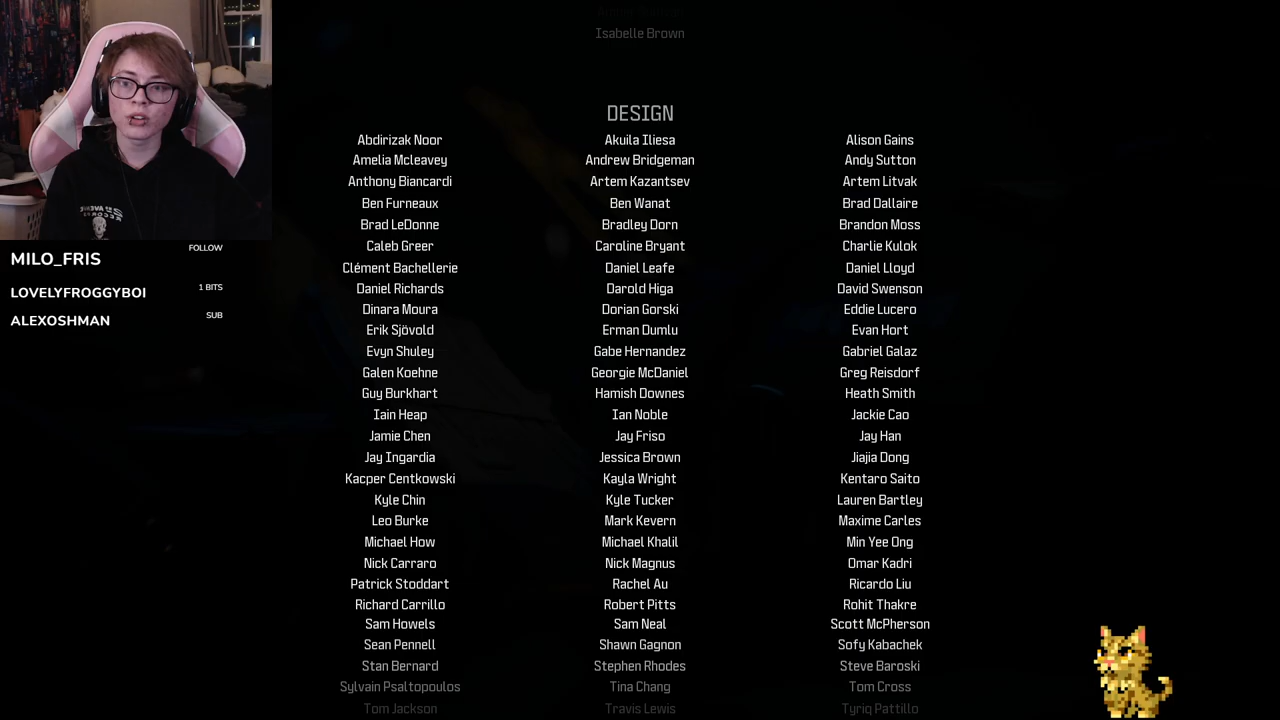 Isabelle Brown
DESIGN
Abdirizak Noor Akuila Iliesa Alison Gains
Amelia Mcleavey Andrew Bridgeman Andy Sutton
Anthony Biancardi Artem Kazantsev Artem Litvak
Ben Furneaux Ben Wanat Brad Dallaire
Brad LeDonne Bradley Dorn Brandon Moss
Caleb Greer Caroline Bryant Charlie Kulok
Clément Bachellerie Daniel Leafe Daniel Lloyd
Daniel Richards Darold Higa David Swenson
Dinara Moura Dorian Gorski Eddie Lucero
Erik Sjövold Erman Dumlu Evan Hort
Evyn Shuley Gabe Hernandez Gabriel Galaz
Galen Koehne Georgie McDaniel Greg Reisdorf
Guy Burkhart Hamish Downes Heath Smith
Iain Heap Ian Noble Jackie Cao
Jamie Chen Jay Friso Jay Han
Jay Ingardia Jessica Brown Jiajia Dong
Kacper Centkowski Kayla Wright Kentaro Saito
Kyle Chin Kyle Tucker Lauren Bartley
Leo Burke Mark Kevern Maxime Carles
Michael How Michael Khalil Min Yee Ong
Nick Carraro Nick Magnus Omar Kadri
Patrick Stoddart Rachel Au Ricardo Liu
Richard Carrillo Robert Pitts Rohit Thakre
Sam Howels Sam Neal Scott McPherson
Sean Pennell Shawn Gagnon Sofy Kabachek
Stan Bernard Stephen Rhodes Steve Baroski
Sylvain Psaltopoulos Tina Chang Tom Cross
Tom Jackson Travis Lewis Tyriq Pattillo
MILO_FRIS FOLLOW
LOVELYFROGGYBOI 1 BITS
ALEXOSHMAN SUB